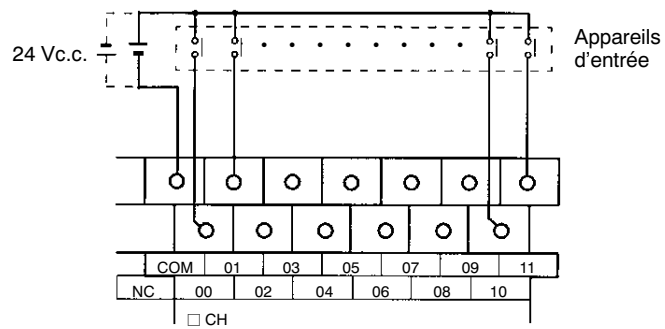 24 Vc.c.
Appareils
d'entrée
COM 01 03 05 07 09 11
NC 00 02 04 06 08 10
□ CH